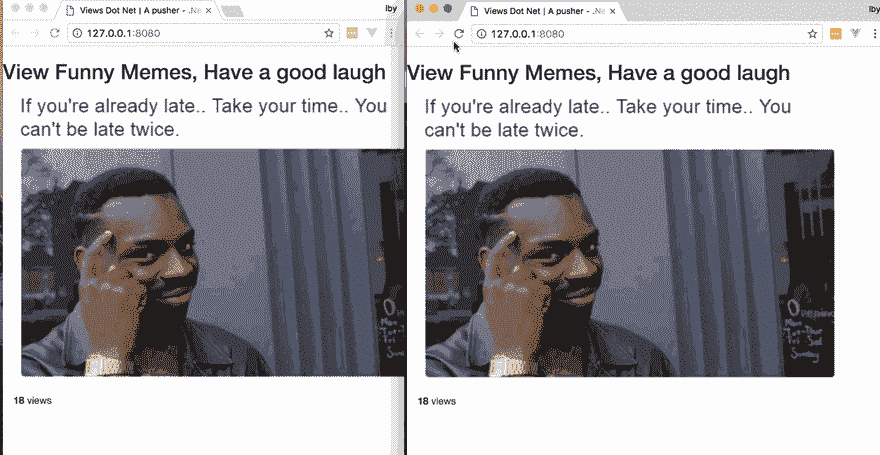 Views Dot Net | A pusher - .Ne
Iby
127.0.0.1:8080
View Funny Memes, Have a good laugh
If you're already late.. Take your time.. You
can't be late twice.
18 views
Views Dot Net | A pusher - .Ne
Iby
127.0.0.1:8080
View Funny Memes, Have a good laugh
If you're already late.. Take your time.. You
can't be late twice.
Sunday
18 views